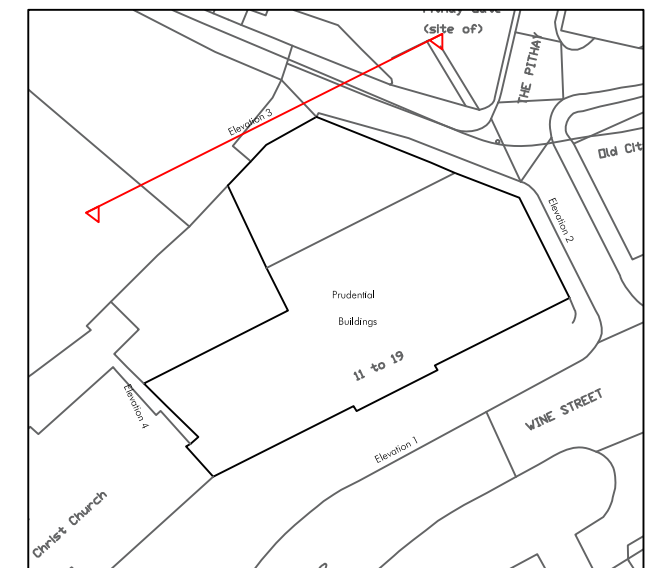 (site of)
THE PITHAY
Elevation 3
Old Cit
Elevation 2
Prudential
Buildings
11 to 19
Elevation 4
WINE STREET
Elevation 1
Christ Church